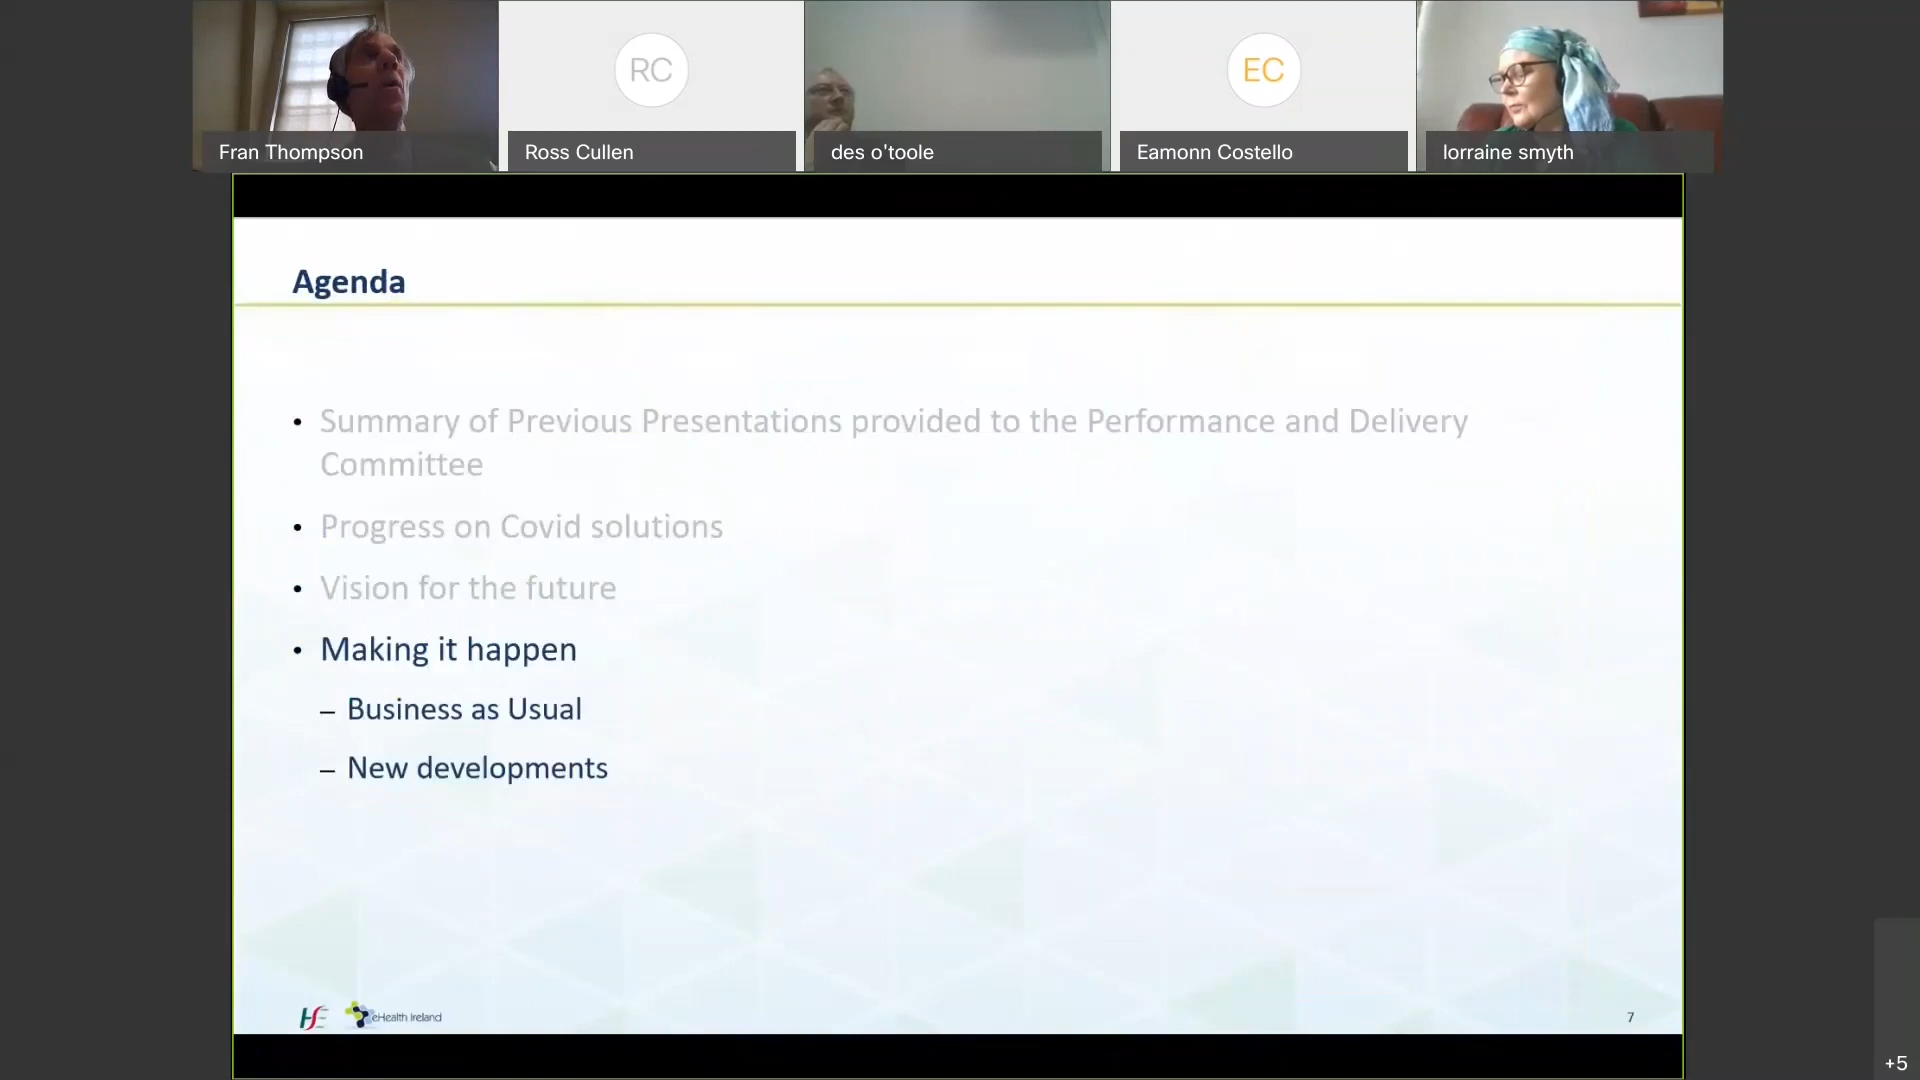 Fran Thompson
RC
Ross Cullen
des o'toole
EC
Eamonn Costello
lorraine smyth
Agenda
• Summary of Previous Presentations provided to the Performance and Delivery
Committee
• Progress on Covid solutions
• Vision for the future
• Making it happen
– Business as Usual
– New developments
HSE
eHealth Ireland
7
+5